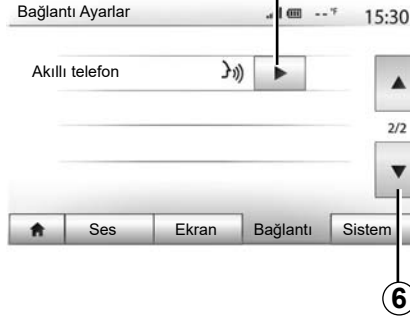 Bağlantı Ayarlar -- °F 15:30
Akıllı telefon
2/2
Ses Ekran Bağlantı Sistem
6